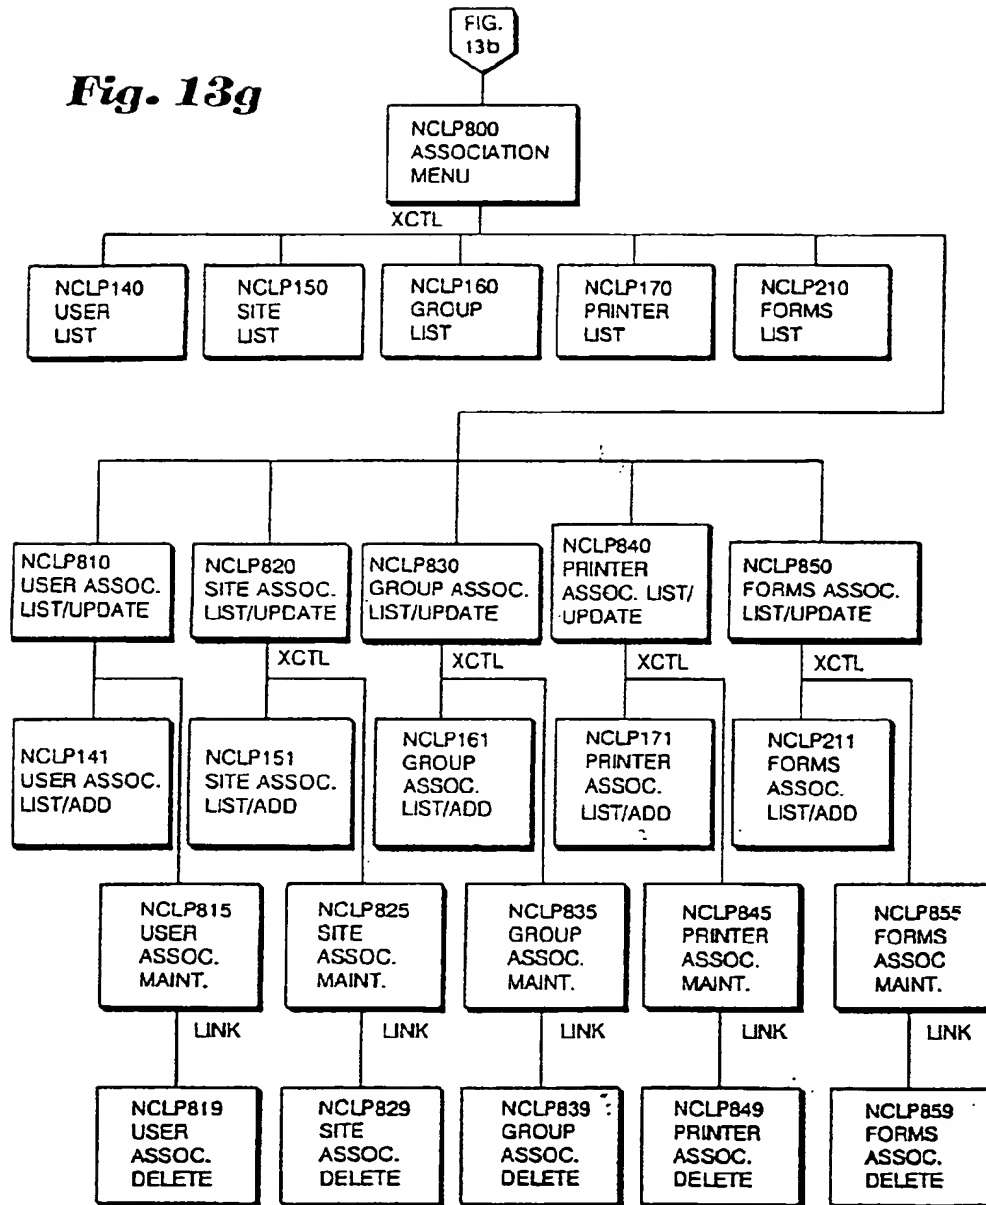 FIG.
13b
Fig. 13g
NCLP800
ASSOCIATION
MENU
XCTL
NCLP140
USER
LIST
NCLP150
SITE
LIST
NCLP160
GROUP
LIST
NCLP170
PRINTER
LIST
NCLP210
FORMS
LIST
NCLP810
USER ASSOC.
LIST/UPDATE
NCLP820
SITE ASSOC.
LIST/UPDATE
NCLP830
GROUP ASSOC.
LIST/UPDATE
NCLP840
PRINTER
ASSOC. LIST/
UPDATE
NCLP850
FORMS ASSOC.
LIST/UPDATE
XCTL
XCTL
XCTL
XCTL
NCLP141
USER ASSOC.
LIST/ADD
NCLP151
SITE ASSOC.
LIST/ADD
NCLP161
GROUP
ASSOC.
LIST/ADD
NCLP171
PRINTER
ASSOC.
LIST/ADD
NCLP211
FORMS
ASSOC.
LIST/ADD
NCLP815
USER
ASSOC.
MAINT.
NCLP825
SITE
ASSOC.
MAINT.
NCLP835
GROUP
ASSOC.
MAINT.
NCLP845
PRINTER
ASSOC.
MAINT.
NCLP855
FORMS
ASSOC
MAINT.
LINK
LINK
LINK
LINK
LINK
NCLP819
USER
ASSOC.
DELETE
NCLP829
SITE
ASSOC.
DELETE
NCLP839
GROUP
ASSOC.
DELETE
NCLP849
PRINTER
ASSOC.
DELETE
NCLP859
FORMS
ASSOC.
DELETE